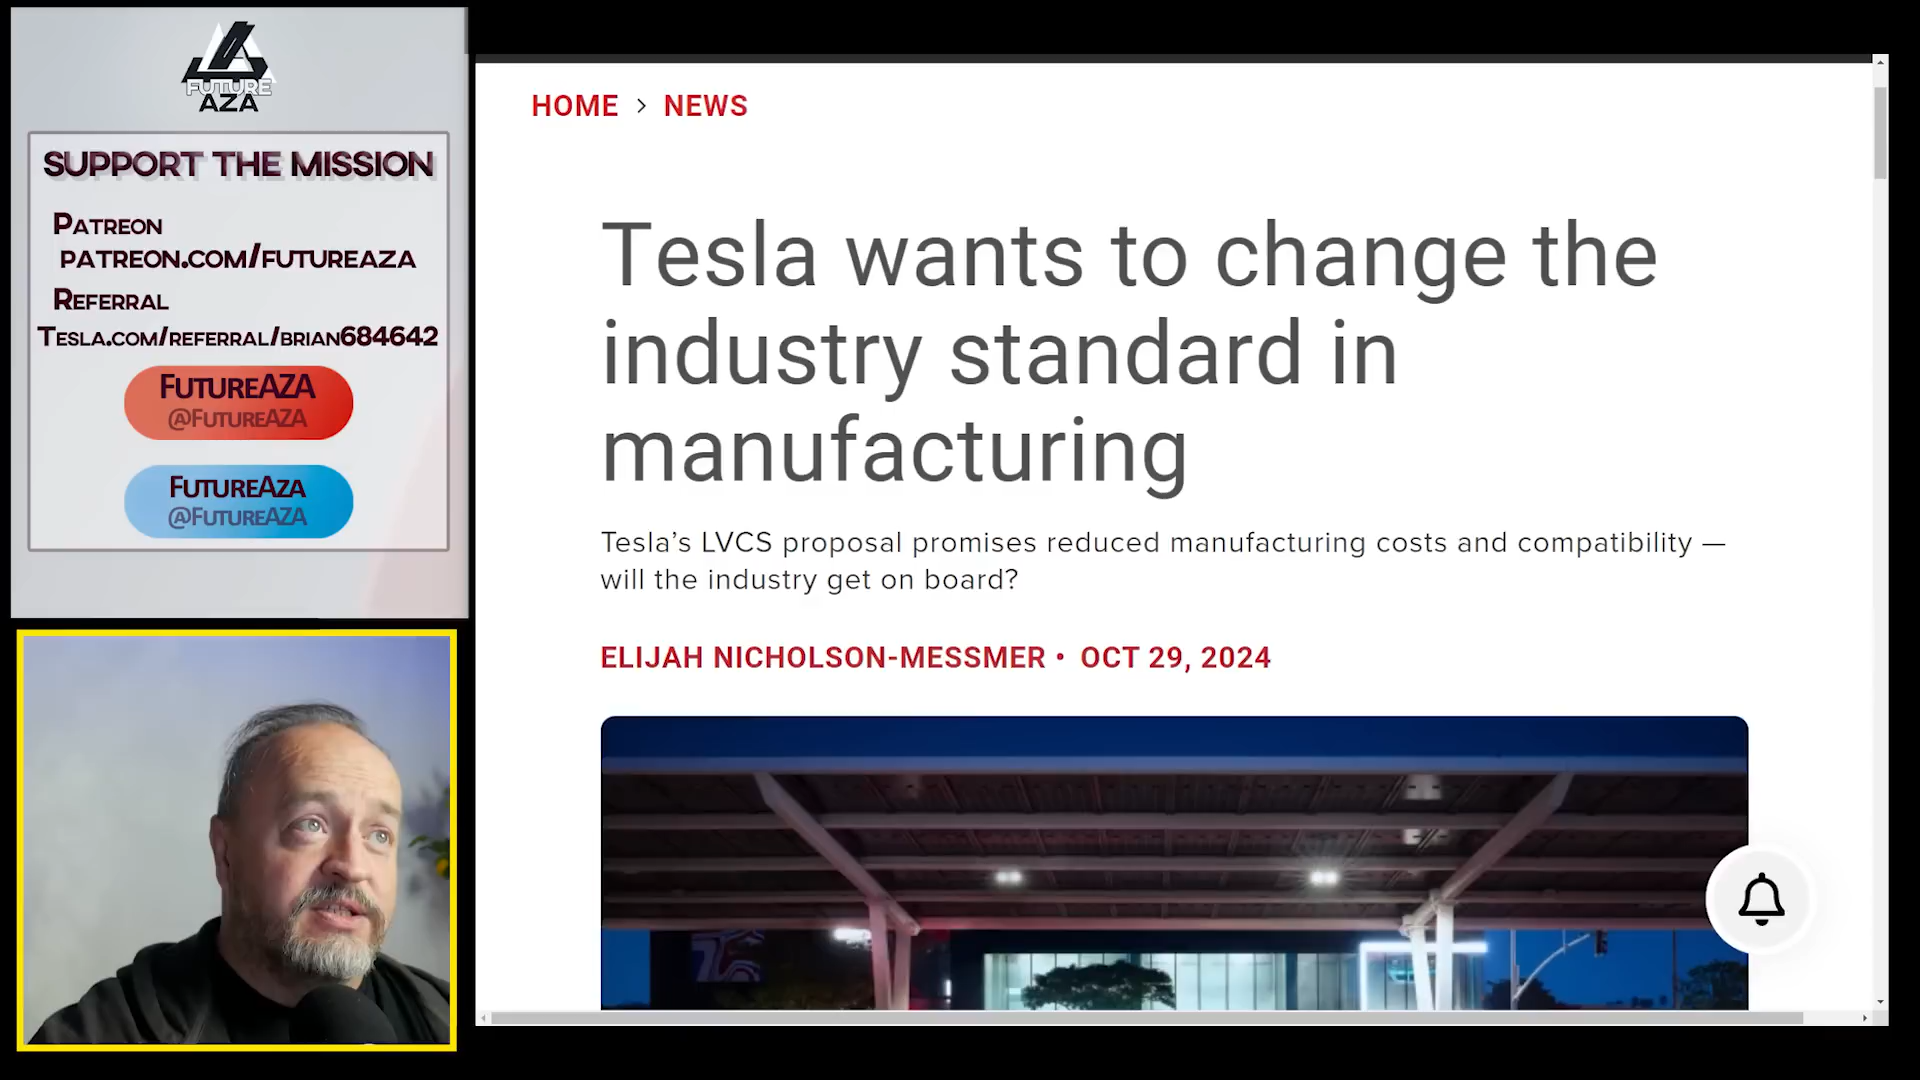 FUTURE
AZA
SUPPORT THE MISSION
PATREON
PATREON.COM/FUTUREAZA
REFERRAL
TESLA.COM/REFERRAL/BRIAN684642
FUTUREAZA
@FUTUREAZA
FUTUREAZA
@FUTUREAZA
HOME > NEWS
Tesla wants to change the
industry standard in
manufacturing
Tesla’s LVCS proposal promises reduced manufacturing costs and compatibility —
will the industry get on board?
ELIJAH NICHOLSON-MESSMER • OCT 29, 2024